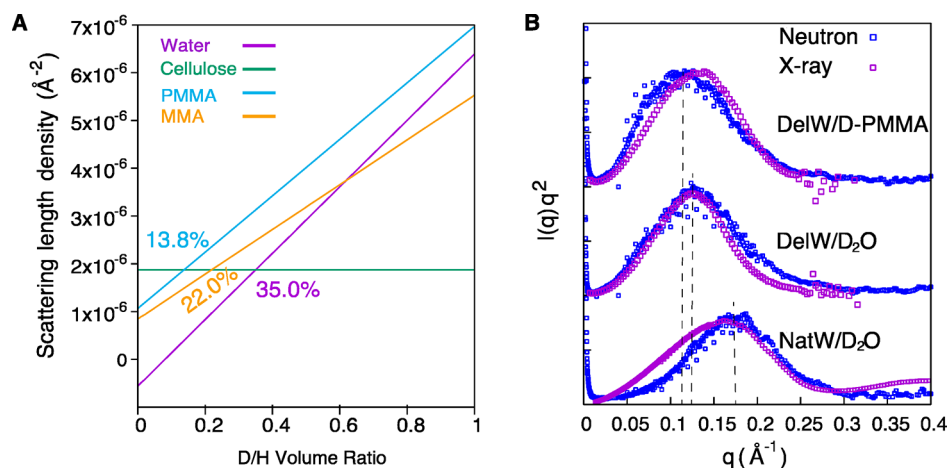 A
Scattering length density (Å⁻²)
7x10⁻⁶
6x10⁻⁶
5x10⁻⁶
4x10⁻⁶
3x10⁻⁶
2x10⁻⁶
1x10⁻⁶
0
Water
Cellulose
PMMA
MMA
13.8%
22.0%
35.0%
0 0.2 0.4 0.6 0.8 1
D/H Volume Ratio
B
I(q) q²
Neutron
X-ray
DelW/D-PMMA
DelW/D₂O
NatW/D₂O
0 0.05 0.1 0.15 0.2 0.25 0.3 0.35 0.4
q (Å⁻¹)